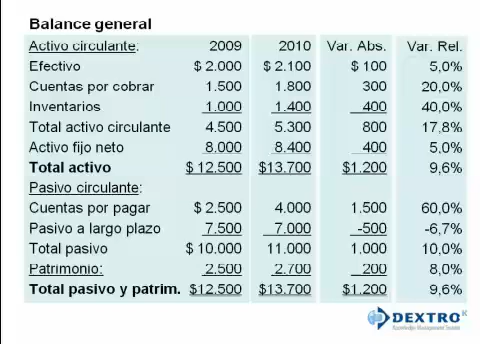 Balance general
Activo circulante: 2009 2010 Var. Abs. Var. Rel.
Efectivo $ 2.000 $ 2.100 $ 100 5,0%
Cuentas por cobrar 1.500 1.800 300 20,0%
Inventarios 1.000 1.400 400 40,0%
Total activo circulante 4.500 5.300 800 17,8%
Activo fijo neto 8.000 8.400 400 5,0%
Total activo $ 12.500 $13.700 $1.200 9,6%
Pasivo circulante:
Cuentas por pagar $ 2.500 4.000 1.500 60,0%
Pasivo a largo plazo 7.500 7.000 -500 -6,7%
Total pasivo $ 10.000 11.000 1.000 10,0%
Patrimonio: 2.500 2.700 200 8,0%
Total pasivo y patrim. $12.500 $13.700 $1.200 9,6%
DEXTRO K